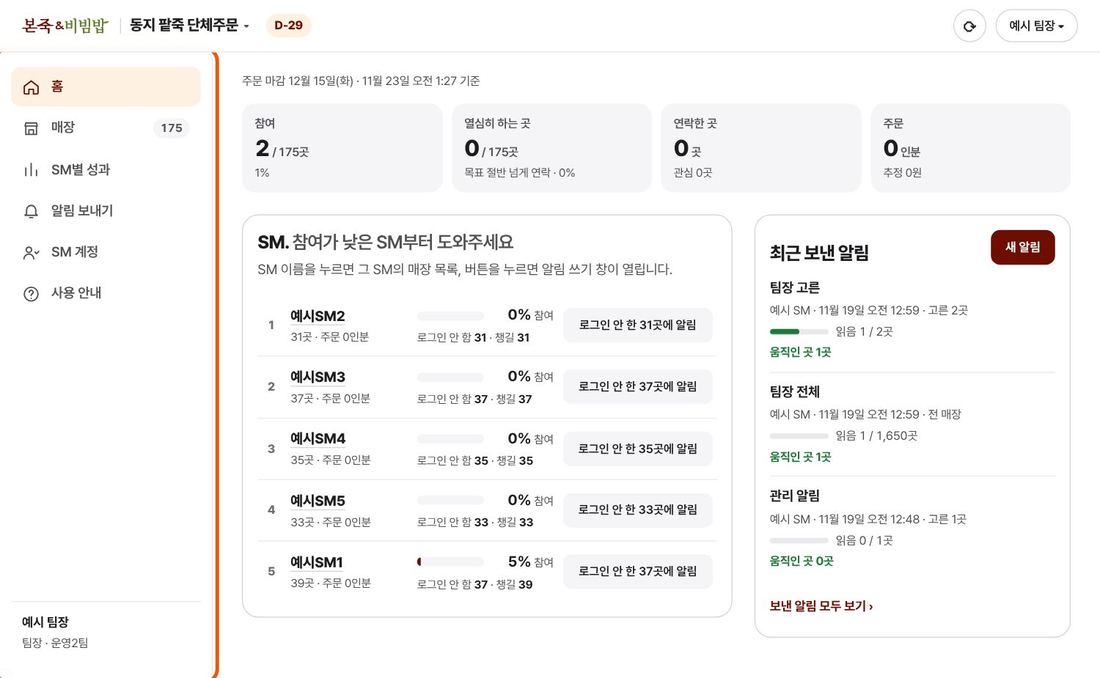 본죽&비빔밥 동지 팥죽 단체주문 D-29 예시 팀장
홈
매장 175
SM별 성과
알림 보내기
SM 계정
사용 안내
예시 팀장
팀장 · 운영2팀
주문 마감 12월 15일(화) · 11월 23일 오전 1:27 기준
참여
2 / 175곳
1%
열심히 하는 곳
0 / 175곳
목표 절반 넘게 연락 · 0%
연락한 곳
0 곳
관심 0곳
주문
0 인분
추정 0원
SM. 참여가 낮은 SM부터 도와주세요
SM 이름을 누르면 그 SM의 매장 목록, 버튼을 누르면 알림 쓰기 창이 열립니다.
1 예시SM2 0% 참여 로그인 안 한 31곳에 알림
31곳 · 주문 0인분 로그인 안 함 31 · 챙길 31
2 예시SM3 0% 참여 로그인 안 한 37곳에 알림
37곳 · 주문 0인분 로그인 안 함 37 · 챙길 37
3 예시SM4 0% 참여 로그인 안 한 35곳에 알림
35곳 · 주문 0인분 로그인 안 함 35 · 챙길 35
4 예시SM5 0% 참여 로그인 안 한 33곳에 알림
33곳 · 주문 0인분 로그인 안 함 33 · 챙길 33
5 예시SM1 5% 참여 로그인 안 한 37곳에 알림
39곳 · 주문 0인분 로그인 안 함 37 · 챙길 39
최근 보낸 알림 새 알림
팀장 고른
예시 SM · 11월 19일 오전 12:59 · 고른 2곳
읽음 1 / 2곳
움직인 곳 1곳
팀장 전체
예시 SM · 11월 19일 오전 12:59 · 전 매장
읽음 1 / 1,650곳
움직인 곳 1곳
관리 알림
예시 SM · 11월 19일 오전 12:48 · 고른 1곳
읽음 0 / 1곳
움직인 곳 0곳
보낸 알림 모두 보기 ›